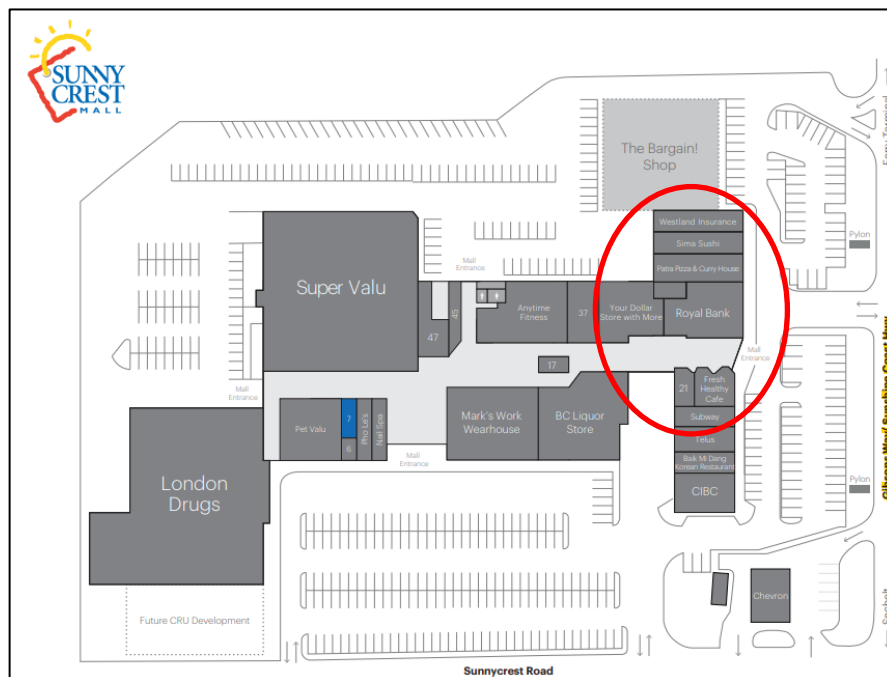 SUNNY
CREST
MALL
The Bargain!
Shop
Westland Insurance
Sima Sushi
Patra Pizza & Curry House
Pylon
Mall
Entrance
Super Valu
45
47
Anytime
Fitness
37
Your Dollar
Store with More
Royal Bank
Mall
Entrance
17
21
Fresh
Healthy
Cafe
Mall
Entrance
Pet Valu
7
6
Pho Le's
Nail Spa
Mark's Work
Wearhouse
BC Liquor
Store
Subway
Telus
Baik Mi Dang
Korean Restaurant
CIBC
Mall
Entrance
Pylon
London
Drugs
Future CRU Development
Chevron
Sechelt
Sunnycrest Road